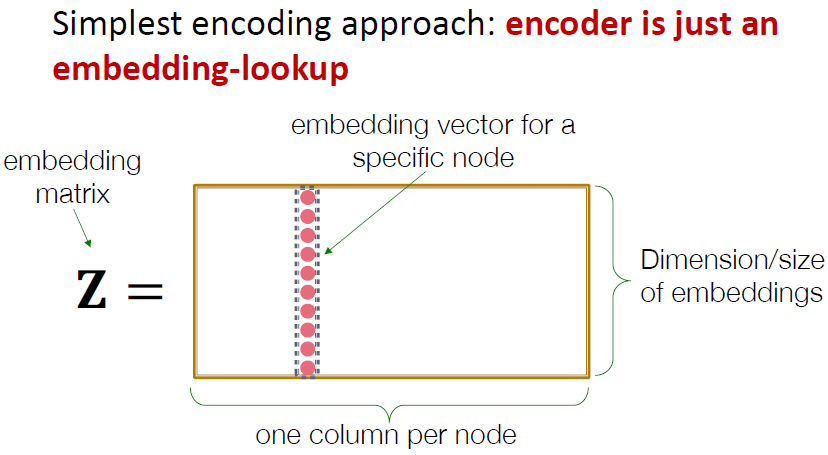 Simplest encoding approach: encoder is just an
embedding-lookup
embedding vector for a
specific node
embedding
matrix
Z =
Dimension/size
of embeddings
one column per node